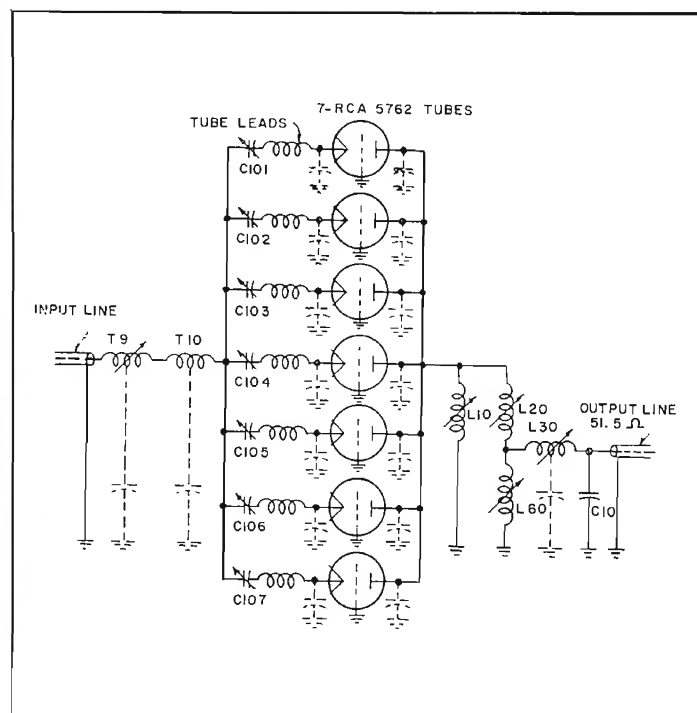 7-RCA 5762 TUBES
TUBE LEADS
C101
C102
C103
INPUT LINE
T9
T10
C104
L10
L20
OUTPUT LINE
51.5 Ω
L30
C105
L60
C10
C106
C107